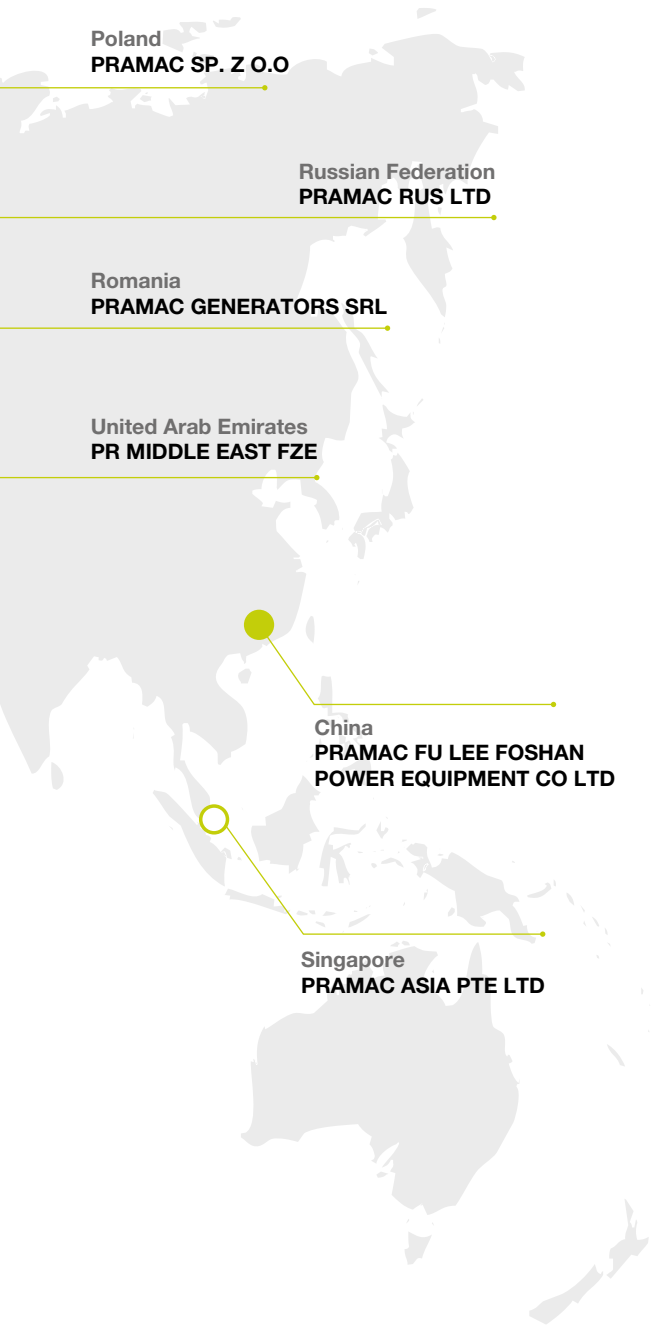 Poland
PRAMAC SP. Z O.O
Russian Federation
PRAMAC RUS LTD
Romania
PRAMAC GENERATORS SRL
United Arab Emirates
PR MIDDLE EAST FZE
China
PRAMAC FU LEE FOSHAN
POWER EQUIPMENT CO LTD
Singapore
PRAMAC ASIA PTE LTD